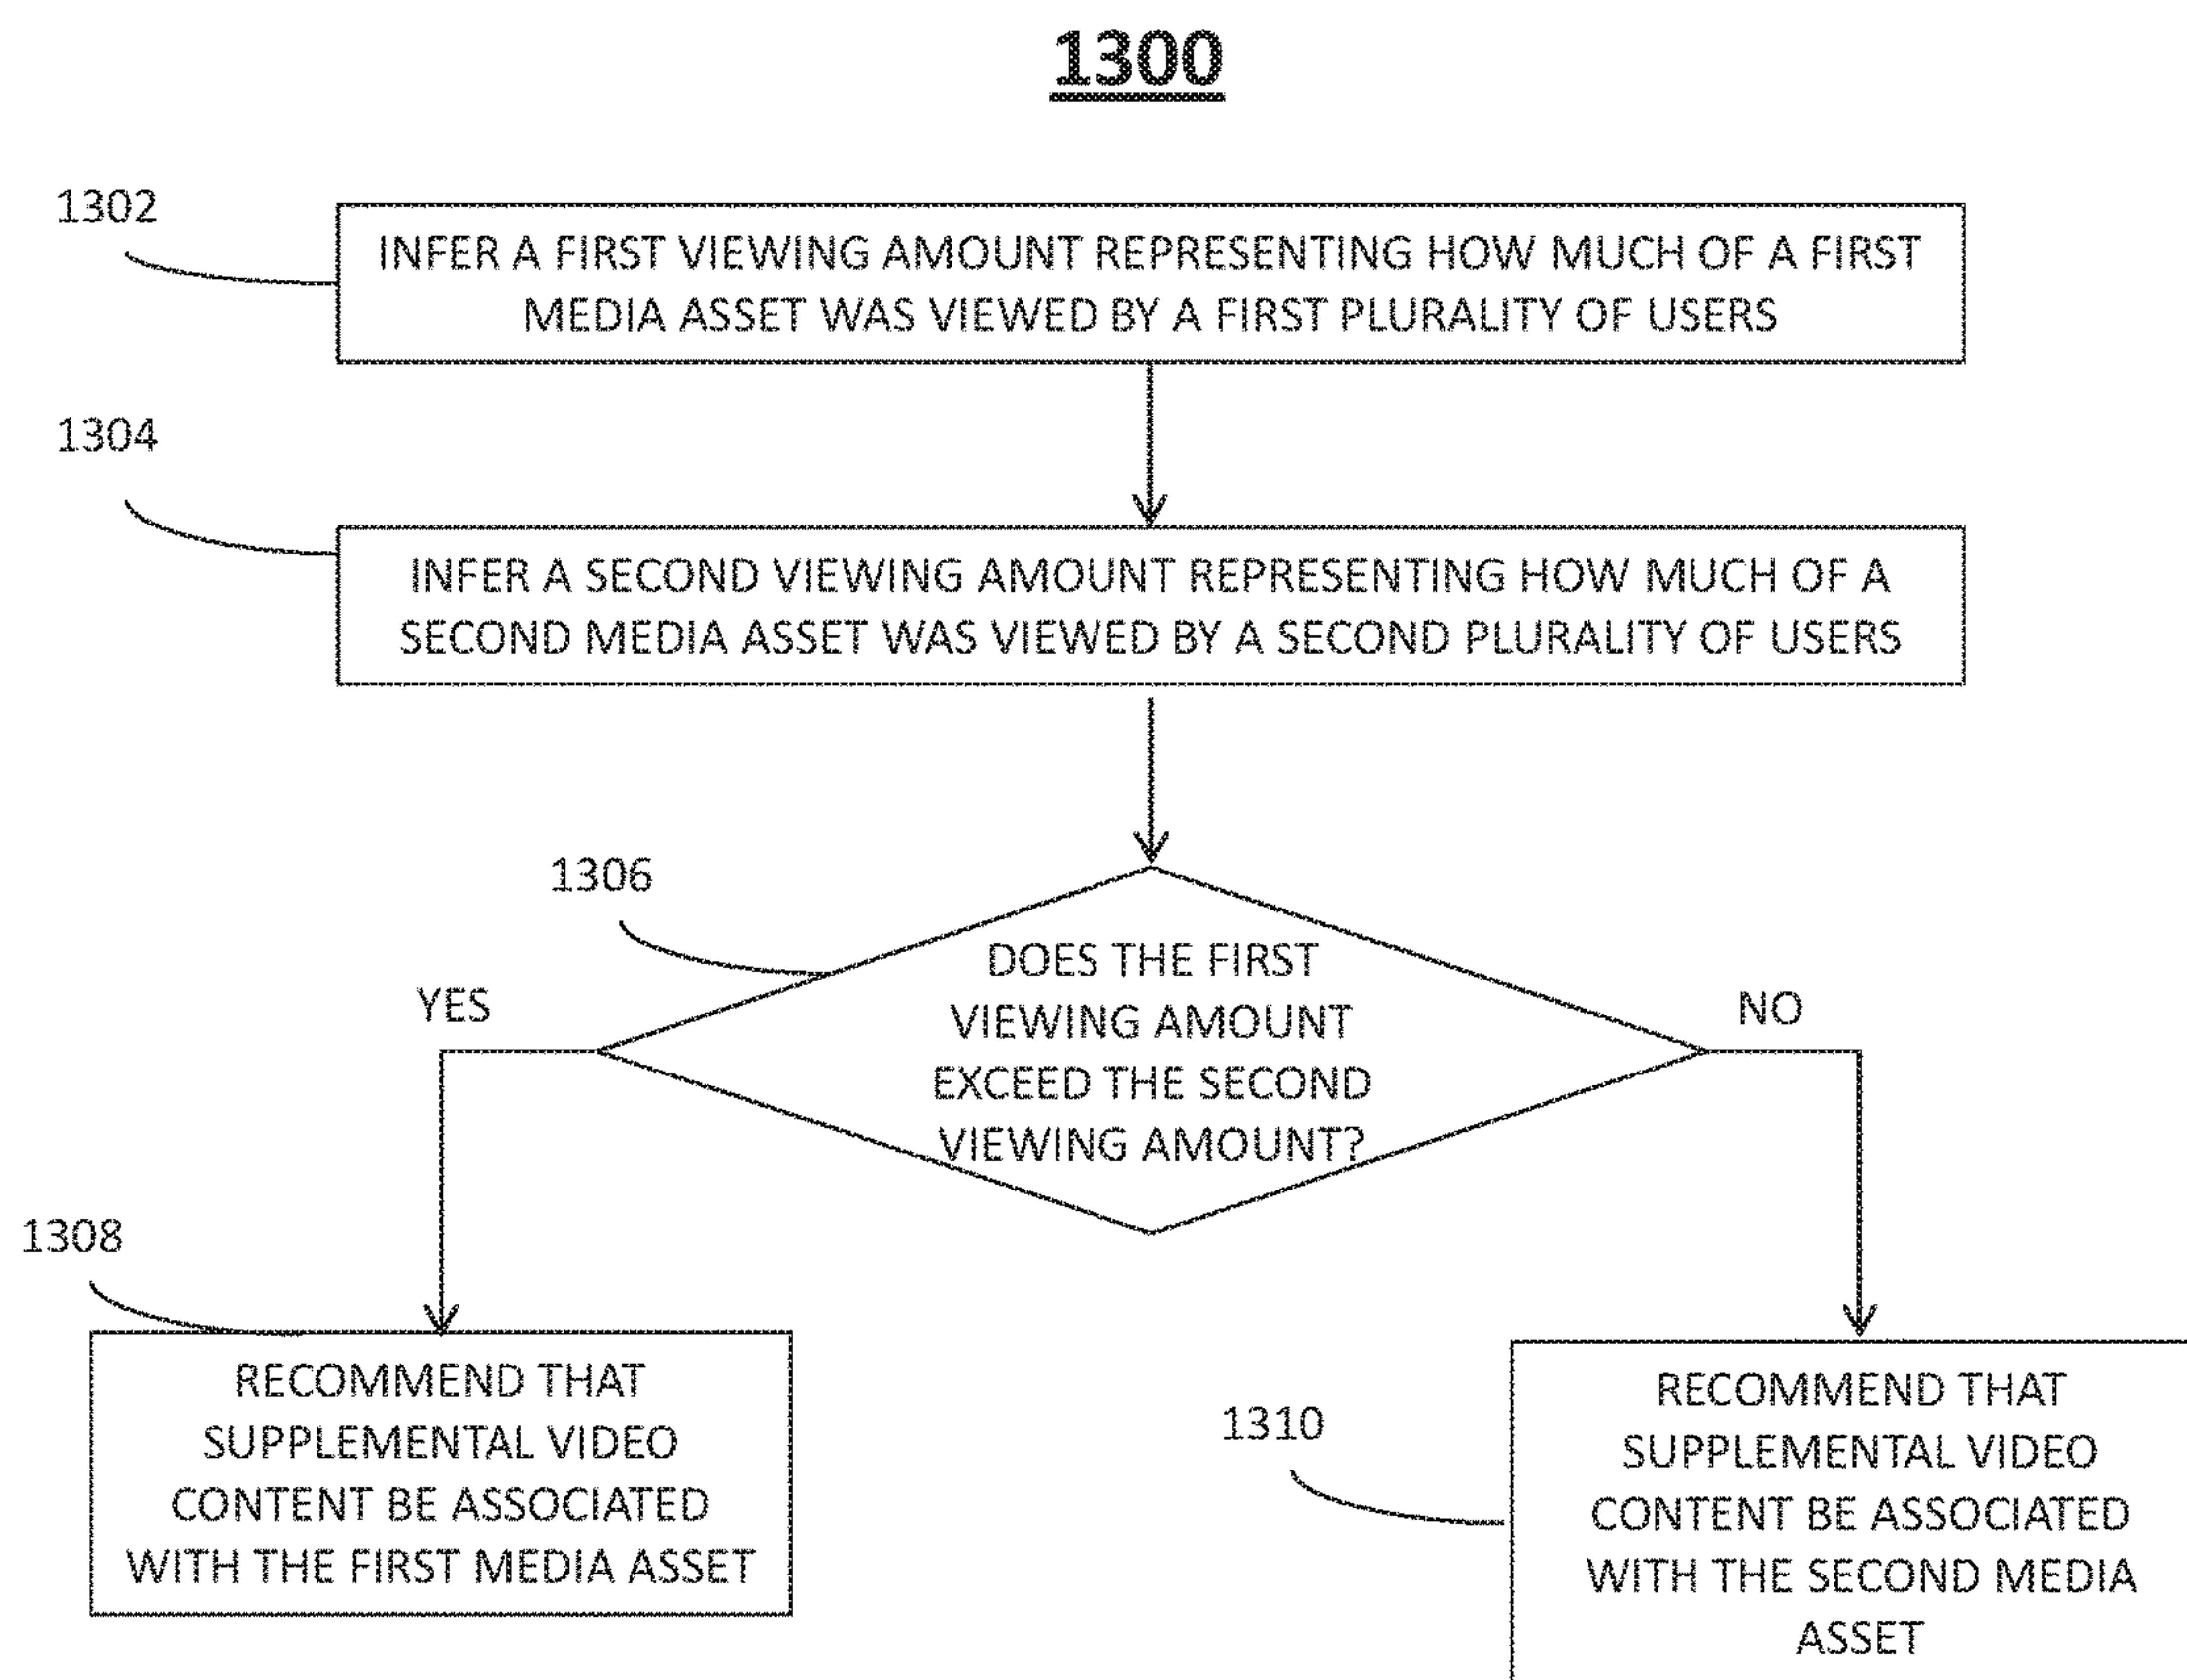 1300
1302
INFER A FIRST VIEWING AMOUNT REPRESENTING HOW MUCH OF A FIRST
MEDIA ASSET WAS VIEWED BY A FIRST PLURALITY OF USERS
1304
INFER A SECOND VIEWING AMOUNT REPRESENTING HOW MUCH OF A
SECOND MEDIA ASSET WAS VIEWED BY A SECOND PLURALITY OF USERS
1306
DOES THE FIRST
VIEWING AMOUNT
EXCEED THE SECOND
VIEWING AMOUNT?
YES
NO
1308
RECOMMEND THAT
SUPPLEMENTAL VIDEO
CONTENT BE ASSOCIATED
WITH THE FIRST MEDIA ASSET
1310
RECOMMEND THAT
SUPPLEMENTAL VIDEO
CONTENT BE ASSOCIATED
WITH THE SECOND MEDIA
ASSET